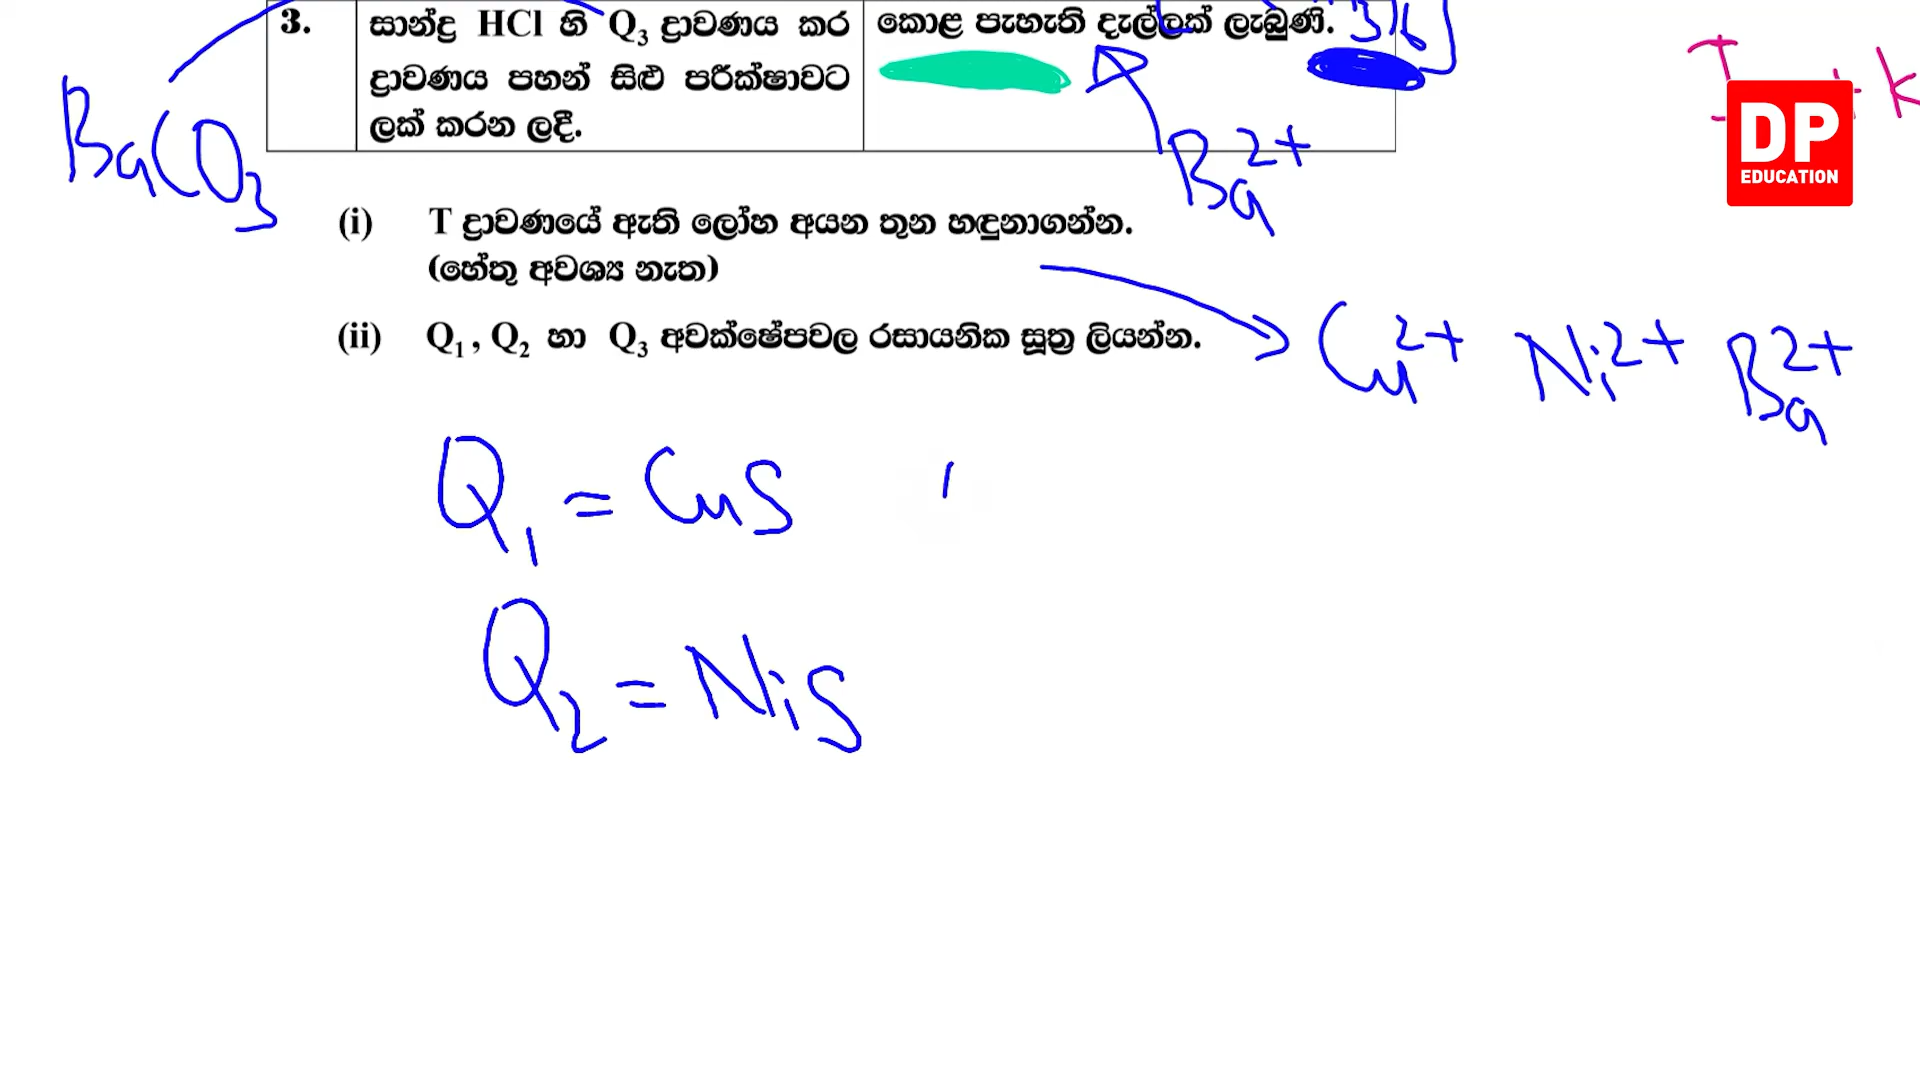 3. සාන්ද්‍ර HCl හි Q₃ ද්‍රාවණය කර
ද්‍රාවණය පහන් සිළු පරීක්ෂාවට
ලක් කරන ලදී.
කොළ පැහැති දැල්ලක් ලැබුණි.
BaCO₃
Ba²⁺
DP
EDUCATION
(i) T ද්‍රාවණයේ ඇති ලෝහ අයන තුන හඳුනාගන්න.
(හේතු අවශ්‍ය නැත)
(ii) Q₁, Q₂ හා Q₃ අවක්ෂේපවල රසායනික සූත්‍ර ලියන්න.
Cu²⁺ Ni²⁺ Ba²⁺
Q₁ = CuS
Q₂ = NiS